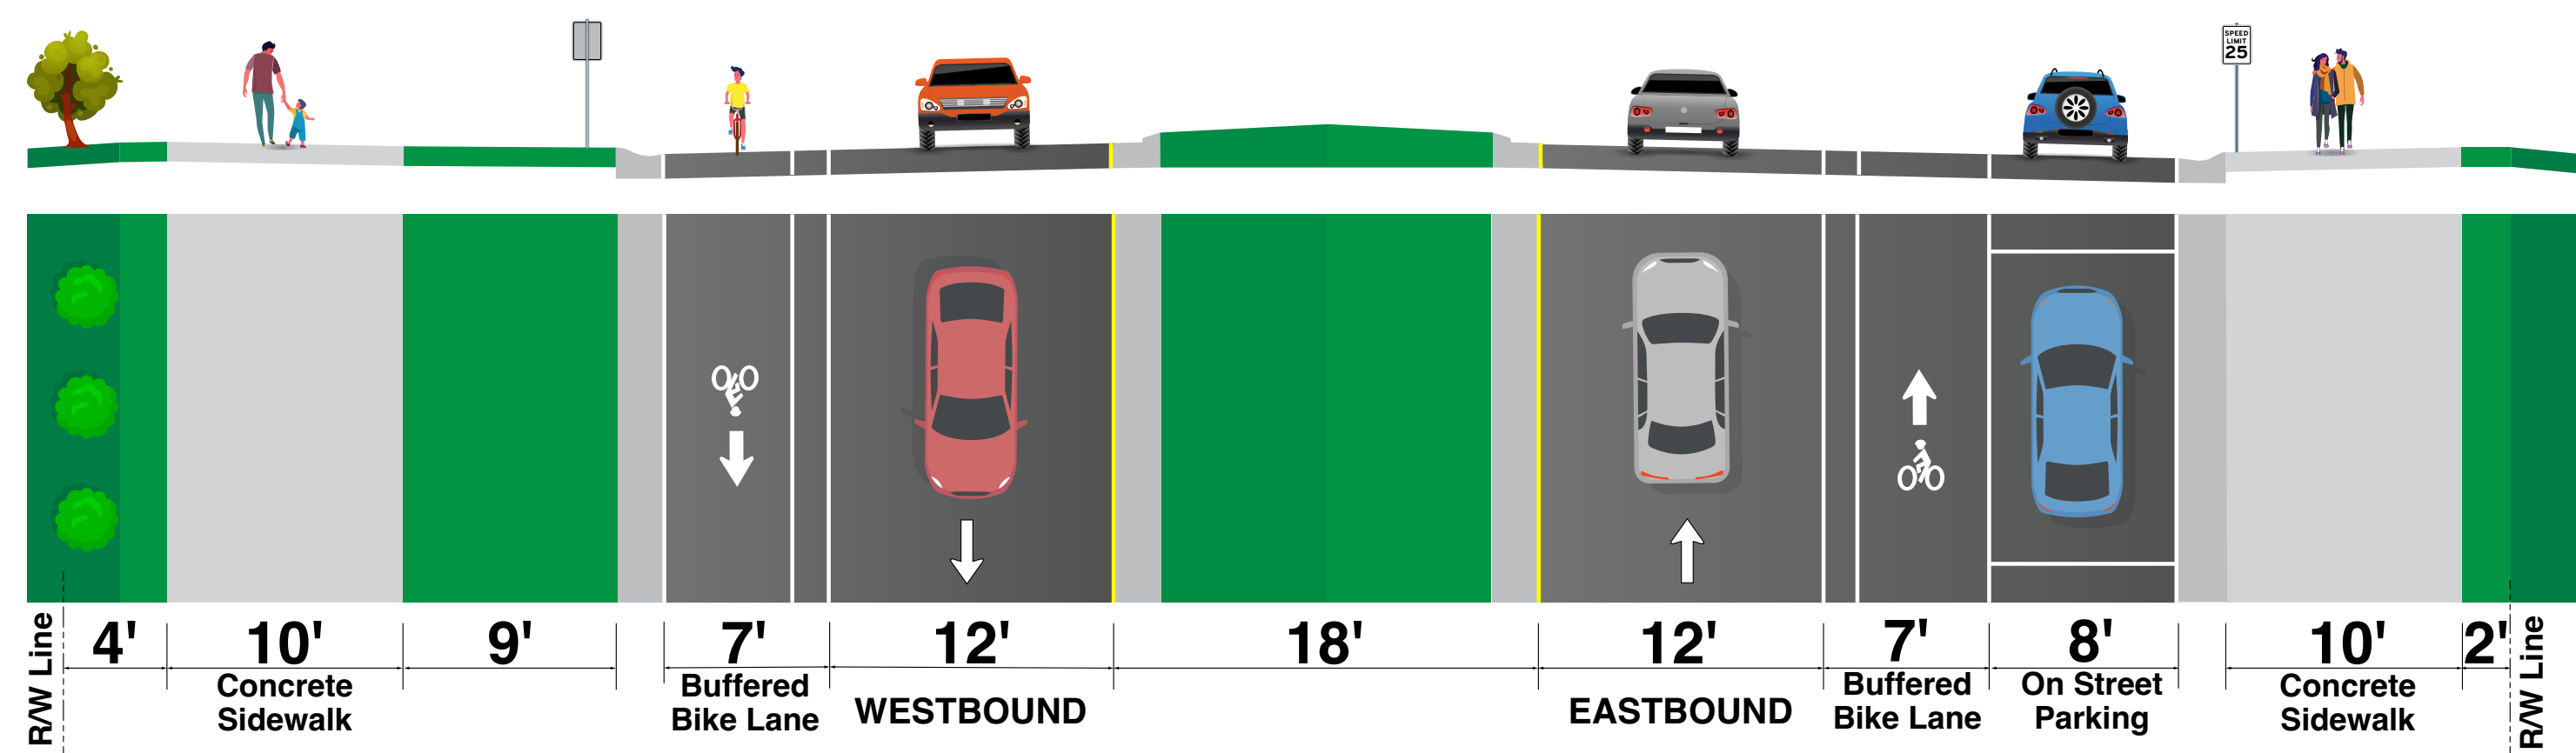 SPEED
LIMIT
25
R/W Line
4'
10'
Concrete
Sidewalk
9'
7'
Buffered
Bike Lane
12'
WESTBOUND
18'
12'
EASTBOUND
7'
Buffered
Bike Lane
8'
On Street
Parking
10'
Concrete
Sidewalk
2'
R/W Line